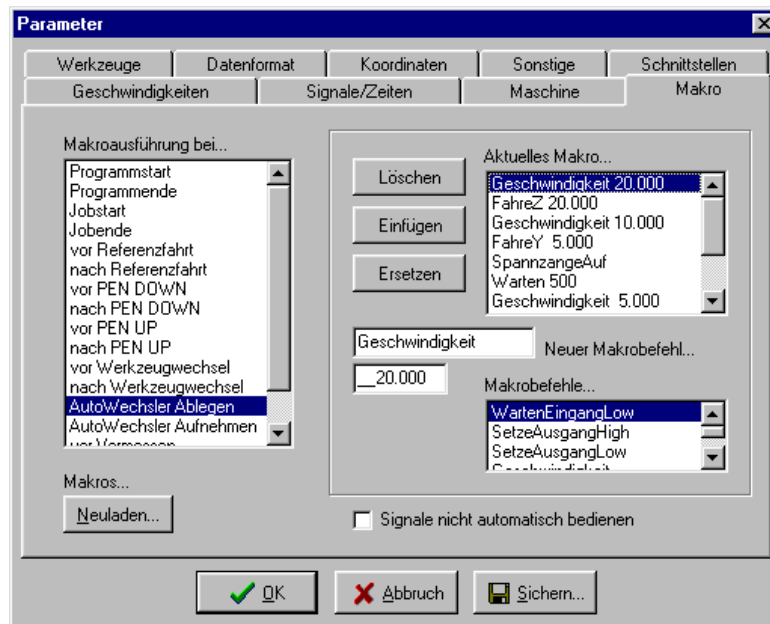 Parameter
Werkzeuge
Datenformat
Koordinaten
Sonstige
Schnittstellen
Geschwindigkeiten
Signale/Zeiten
Maschine
Makro
Makroausführung bei...
Programmstart
Programmende
Jobstart
Jobende
vor Referenzfahrt
nach Referenzfahrt
vor PEN DOWN
nach PEN DOWN
vor PEN UP
nach PEN UP
vor Werkzeugwechsel
nach Werkzeugwechsel
AutoWechsler Ablegen
AutoWechsler Aufnehmen
vor Vermessen
Makros...
Neuladen...
Löschen
Einfügen
Ersetzen
Aktuelles Makro...
Geschwindigkeit 20.000
FahreZ 20.000
Geschwindigkeit 10.000
FahreY 5.000
SpannzangeAuf
Warten 500
Geschwindigkeit 5.000
Geschwindigkeit
Neuer Makrobefehl...
__20.000
Makrobefehle...
WartenEingangLow
SetzeAusgangHigh
SetzeAusgangLow
Geschwindigkeit
Signale nicht automatisch bedienen
OK
Abbruch
Sichern...